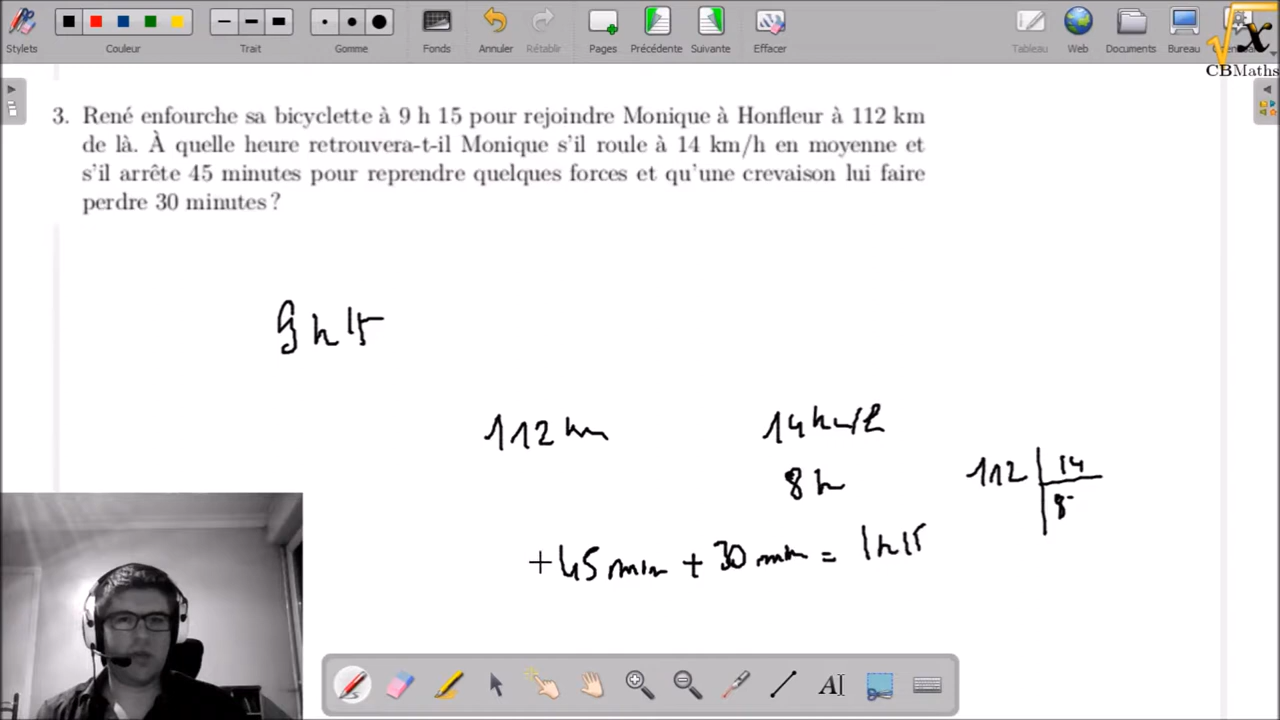 Stylets
Couleur
Trait
Gomme
Fonds
Annuler
Rétablir
Pages
Précédente
Suivante
Effacer
Tableau
Web
Documents
Bureau
√x
CBMaths
3. René enfourche sa bicyclette à 9 h 15 pour rejoindre Monique à Honfleur à 112 km
de là. À quelle heure retrouvera-t-il Monique s'il roule à 14 km/h en moyenne et
s'il arrête 45 minutes pour reprendre quelques forces et qu'une crevaison lui faire
perdre 30 minutes ?
9 h 15
112 km
14 km/h
8 h
112 | 14
8
+ 45 min + 30 min = 1h15
AI